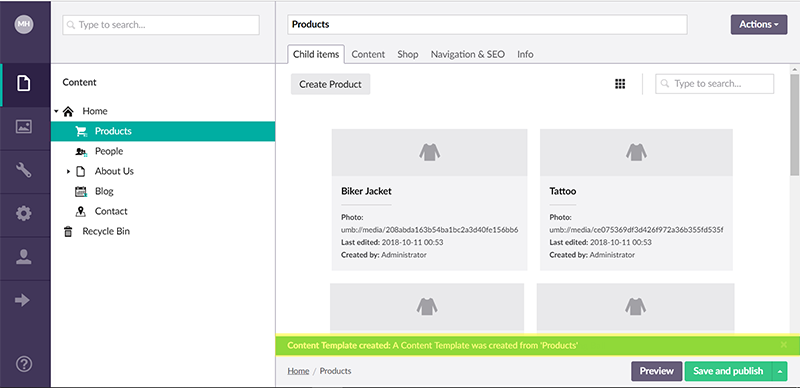 MH
Type to search...
Content
Home
Products
People
About Us
Blog
Contact
Recycle Bin
Products
Actions
Child items
Content
Shop
Navigation & SEO
Info
Create Product
Type to search...
Biker Jacket
Photo:
umb://media/208abda163b54ba1bc2a3d40fe156bb6
Last edited: 2018-10-11 00:53
Created by: Administrator
Tattoo
Photo:
umb://media/ce075369df3d426f972a36b355fd535f
Last edited: 2018-10-11 00:53
Created by: Administrator
Content Template created: A Content Template was created from 'Products'
Home / Products
Preview
Save and publish